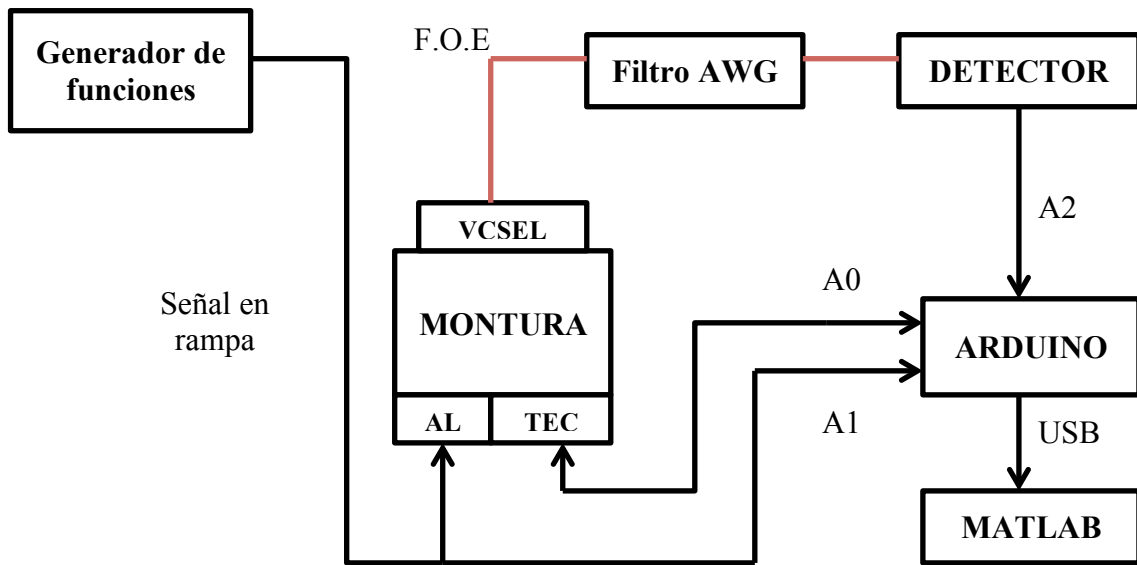 Generador de
funciones
F.O.E
Filtro AWG
DETECTOR
A2
VCSEL
MONTURA
AL
TEC
Señal en
rampa
A0
ARDUINO
A1
USB
MATLAB